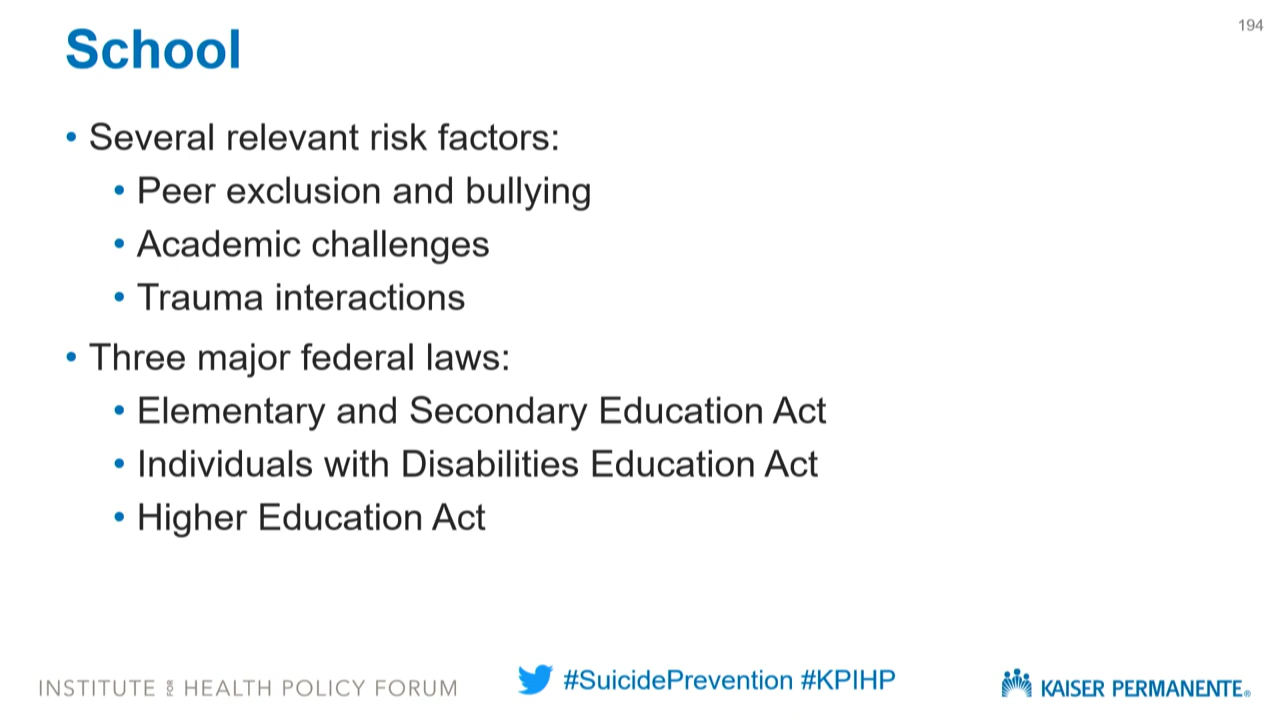 194
School
• Several relevant risk factors:
• Peer exclusion and bullying
• Academic challenges
• Trauma interactions
• Three major federal laws:
• Elementary and Secondary Education Act
• Individuals with Disabilities Education Act
• Higher Education Act
INSTITUTE FOR HEALTH POLICY FORUM
#SuicidePrevention #KPIHP
KAISER PERMANENTE®